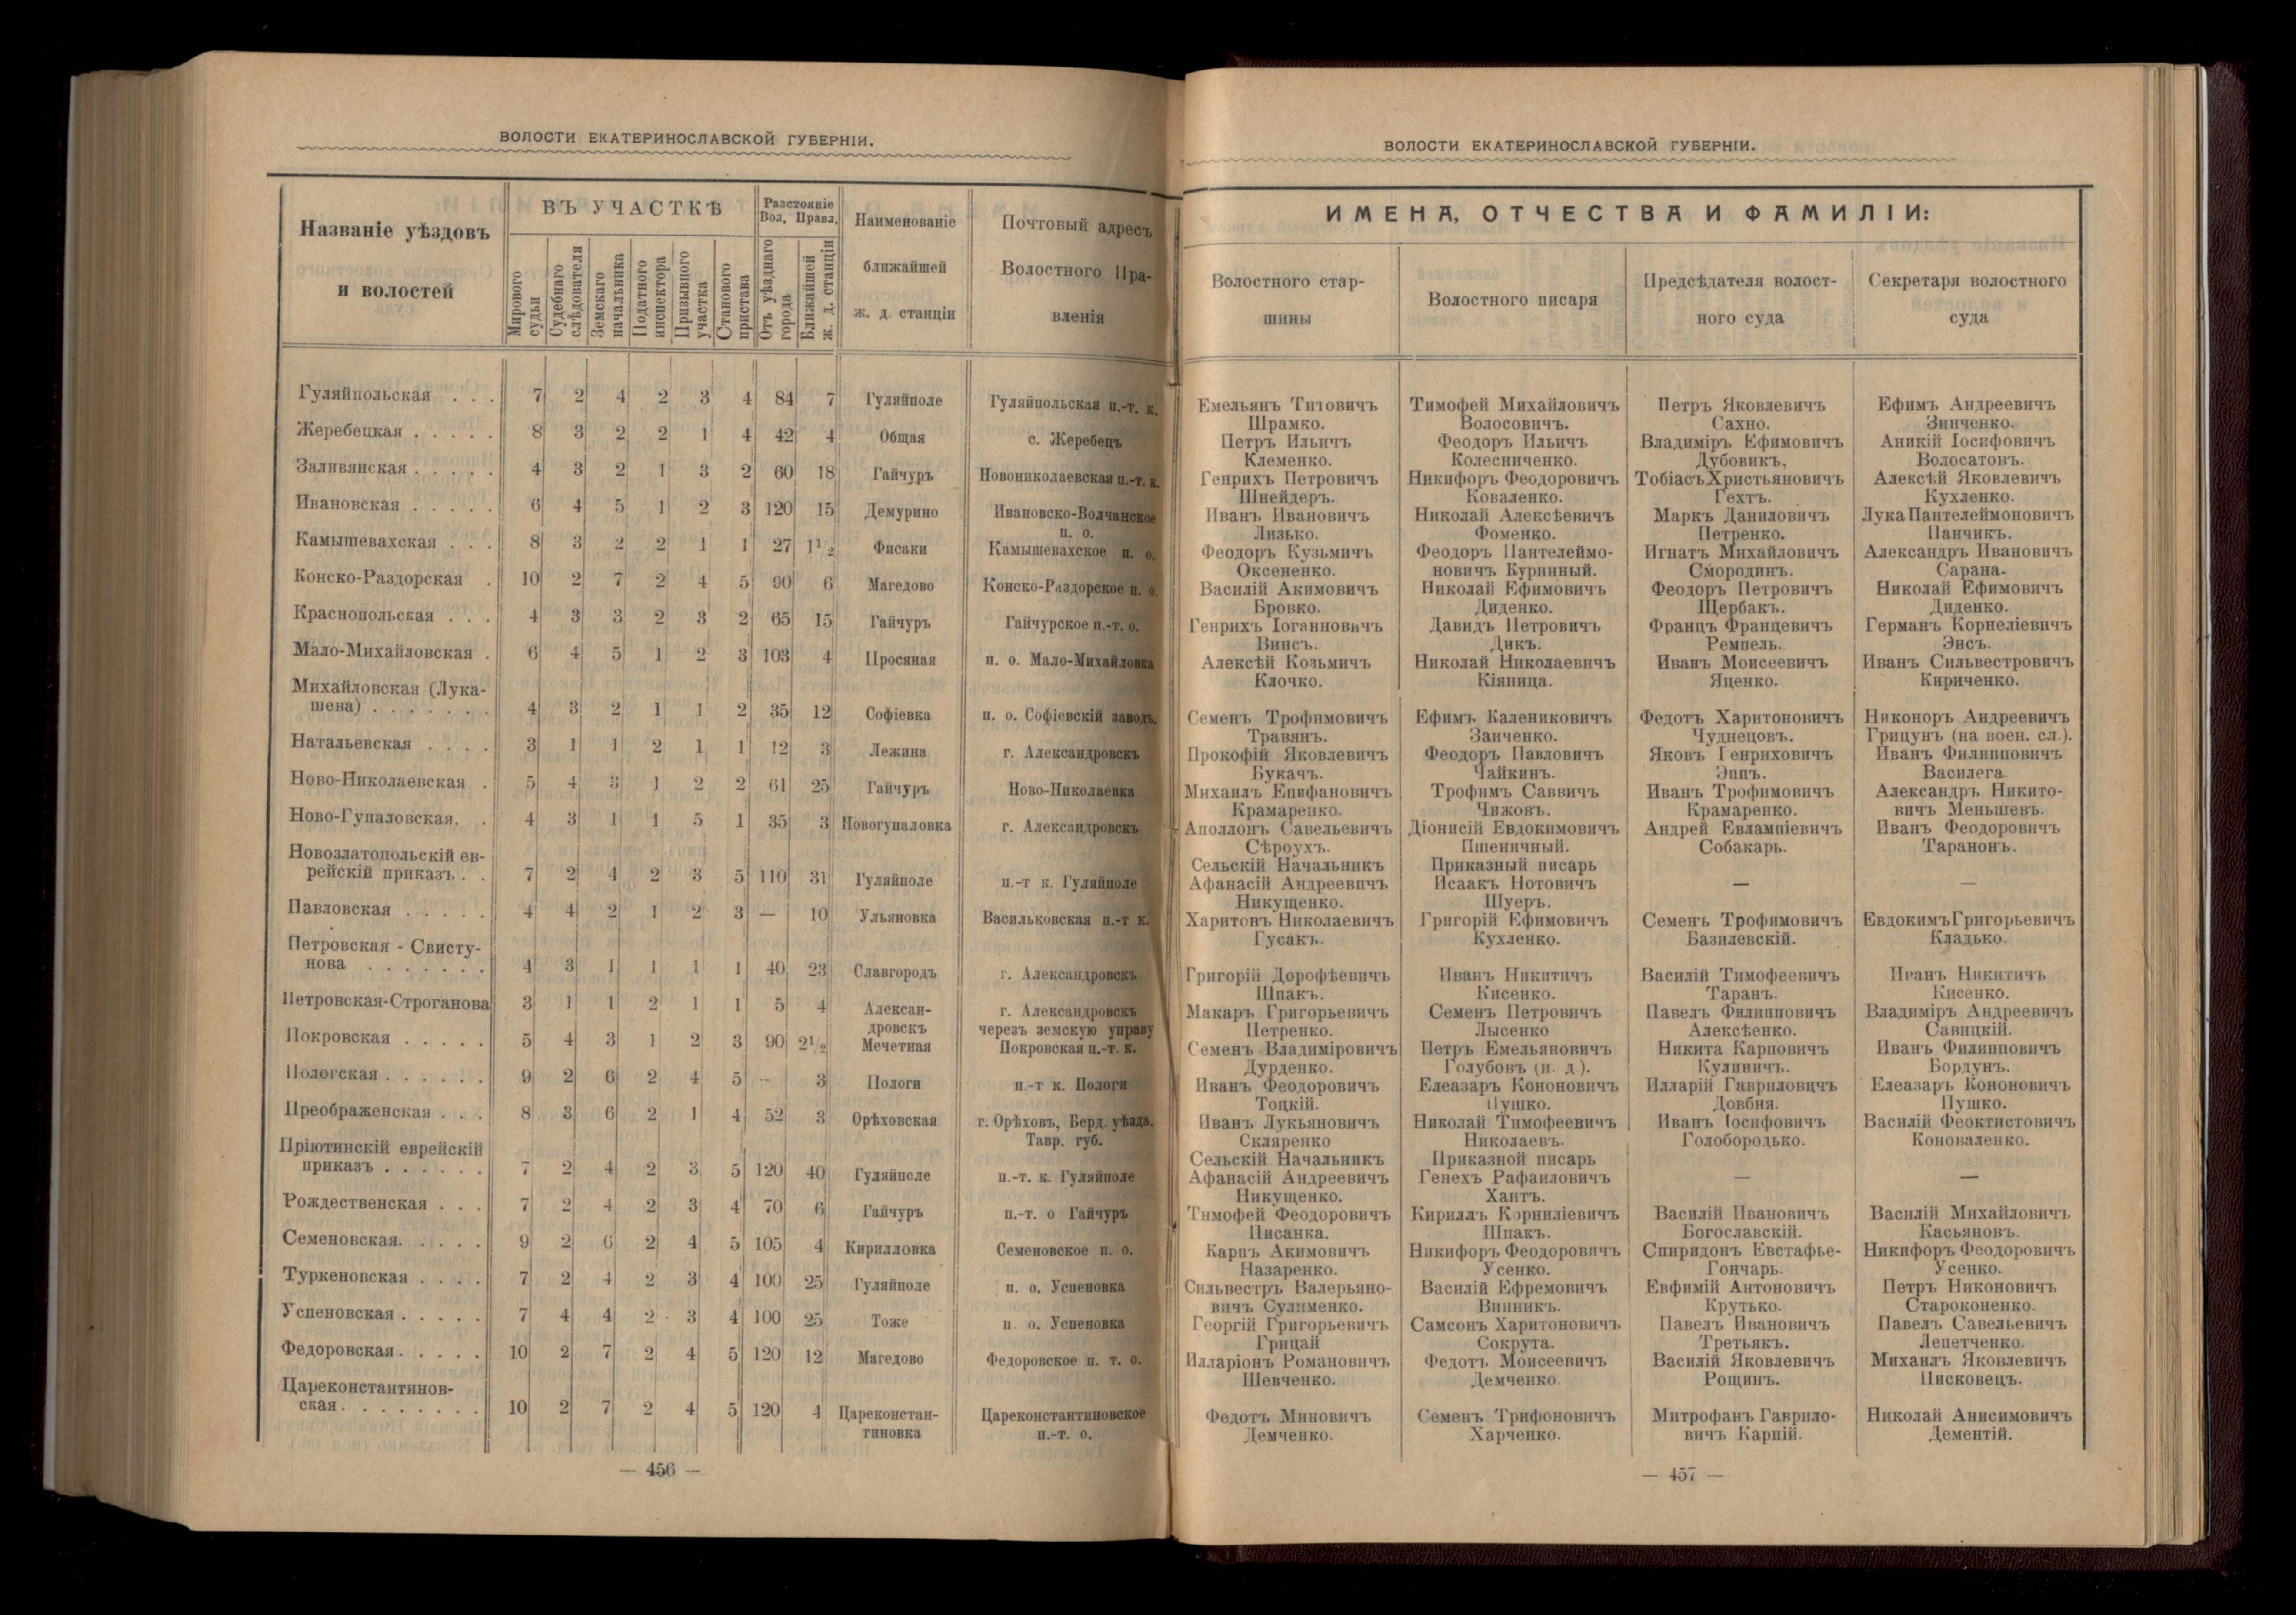 ВОЛОСТИ ЕКАТЕРИНОСЛАВСКОЙ ГУБЕРНІИ.
Названіе уѣздовъ
и волостей
ВЪ УЧАСТКѢ
Мирового судьи
Судебнаго слѣдователя
Земскаго начальника
Податного инспектора
Призывного участка
Станового пристава
Разстояніе
Вол. Правл.
Отъ уѣзднаго города
Ближайшей ж. д. станціи
Наименованіе
ближайшей
ж. д. станціи
Почтовый адресъ
Волостного Пра-
вленія
Гуляйпольская . . . 7 2 4 2 3 4 84 7 Гуляйполе Гуляйпольская п.-т. к.
Жеребецкая . . . . . 8 3 2 2 1 4 42 4 Общая с. Жеребецъ
Заливянская . . . . . 4 3 2 1 3 2 60 18 Гайчуръ Новониколаевская п.-т. к.
Ивановская . . . . . 6 4 5 1 2 3 120 15 Демурино Ивановско-Волчанское
п. о.
Камышевахская . . . 8 3 2 2 1 1 27 1½ Фисаки Камышевахское п. о.
Конско-Раздорская . 10 2 7 2 4 5 90 6 Магедово Конско-Раздорское п. о.
Краснопольская . . . 4 3 3 2 3 2 65 15 Гайчуръ Гайчурское п.-т. о.
Мало-Михайловская . 6 4 5 1 2 3 103 4 Просяная п. о. Мало-Михайловка
Михайловская (Лука-
шева) . . . . . . . 4 3 2 1 1 2 35 12 Софіевка п. о. Софіевскій заводъ.
Натальевская . . . . 3 1 1 2 1 1 12 3 Лежина г. Александровскъ
Ново-Николаевская . 5 4 3 1 2 2 61 25 Гайчуръ Ново-Николаевка
Ново-Гупаловская. . 4 3 1 1 5 1 35 3 Новогупаловка г. Александровскъ
Новозлатопольскій ев-
рейскій приказъ . . 7 2 4 2 3 5 110 31 Гуляйполе п.-т к. Гуляйполе
Павловская . . . . . 4 4 2 1 2 3 — 10 Ульяновка Васильковская п.-т к.
Петровская - Свисту-
нова . . . . . . . 4 3 1 1 1 1 40 23 Славгородъ г. Александровскъ
Петровская-Строганова 3 1 1 2 1 1 5 4 Алексан- г. Александровскъ
дровскъ черезъ земскую управу
Покровская . . . . . 5 4 3 1 2 3 90 2½ Мечетная Покровская п.-т. к.
Пологская . . . . . . 9 2 6 2 4 5 — 3 Пологи п.-т к. Пологи
Преображенская . . . 8 3 6 2 1 4 52 3 Орѣховская г. Орѣховъ, Берд. уѣзда,
Тавр. губ.
Пріютинскій еврейскій
приказъ . . . . . . 7 2 4 2 3 5 120 40 Гуляйполе п.-т. к. Гуляйполе
Рождественская . . . 7 2 4 2 3 4 70 6 Гайчуръ п.-т. о Гайчуръ
Семеновская. . . . . 9 2 6 2 4 5 105 4 Кирилловка Семеновское п. о.
Туркеновская . . . . 7 2 4 2 3 4 100 25 Гуляйполе п. о. Успеновка
Успеновская . . . . . 7 4 4 2 3 4 100 25 Тоже п о. Успеновка
Федоровская . . . . . 10 2 7 2 4 5 120 12 Магедово Федоровское п. т. о.
Цареконстантинов-
ская . . . . . . . . 10 2 7 2 4 5 120 4 Цареконстан- Цареконстантиновское
тиновка п.-т. о.
— 456 —
ВОЛОСТИ ЕКАТЕРИНОСЛАВСКОЙ ГУБЕРНІИ.
ИМЕНА, ОТЧЕСТВА И ФАМИЛІИ:
Волостного стар-
шины
Волостного писаря
Предсѣдателя волост-
ного суда
Секретаря волостного
суда
Емельянъ Титовичъ Тимофей Михайловичъ Петръ Яковлевичъ Ефимъ Андреевичъ
Шрамко. Волосовичъ. Сахно. Зинченко.
Петръ Ильичъ Феодоръ Ильичъ Владиміръ Ефимовичъ Аникій Іосифовичъ
Клеменко. Колесниченко. Дубовикъ, Волосатовъ.
Генрихъ Петровичъ Никифоръ Феодоровичъ Тобіасъ Христьяновичъ Алексѣй Яковлевичъ
Шнейдеръ. Коваленко. Гехтъ. Кухленко.
Иванъ Ивановичъ Николай Алексѣевичъ Маркъ Даниловичъ Лука Пантелеймоновичъ
Лизько. Фоменко. Петренко. Панчикъ.
Феодоръ Кузьмичъ Феодоръ Пантелеймо- Игнатъ Михайловичъ Александръ Ивановичъ
Оксененко. новичъ Куринный. Смородинъ. Сарана.
Василій Акимовичъ Николай Ефимовичъ Феодоръ Петровичъ Николай Ефимовичъ
Бровко. Диденко. Щербакъ. Диденко.
Генрихъ Іоганновичъ Давидъ Петровичъ Францъ Францевичъ Германъ Корнеліевичъ
Винсъ. Дикъ. Ремпель. Энсъ.
Алексѣй Козьмичъ Николай Николаевичъ Иванъ Моисеевичъ Иванъ Сильвестровичъ
Клочко. Кіяница. Яценко. Кириченко.
Семенъ Трофимовичъ Ефимъ Калениковичъ Федотъ Харитоновичъ Никоноръ Андреевичъ
Травянъ. Заиченко. Чуднецовъ. Грицунъ (на воен. сл.).
Прокофій Яковлевичъ Феодоръ Павловичъ Яковъ Генриховичъ Иванъ Филипповичъ
Букачъ. Чайкинъ. Эппъ. Василега.
Михаилъ Епифановичъ Трофимъ Саввичъ Иванъ Трофимовичъ Александръ Никито-
Крамаренко. Чижовъ. Крамаренко. вичъ Меньшевъ.
Аполлонъ Савельевичъ Діонисій Евдокимовичъ Андрей Евлампіевичъ Иванъ Феодоровичъ
Сѣроухъ. Пшеничный. Собакарь. Таранонъ.
Сельскій Начальникъ Приказный писарь
Афанасій Андреевичъ Исаакъ Нотовичъ — —
Никущенко. Шуеръ.
Харитонъ Николаевичъ Григорій Ефимовичъ Семенъ Трофимовичъ Евдокимъ Григорьевичъ
Гусакъ. Кухленко. Базилевскій. Кладько.
Григорій Дорофѣевичъ Иванъ Никитичъ Василій Тимофеевичъ Иванъ Никитичъ
Шпакъ. Кисенко. Таранъ. Кисенко.
Макаръ Григорьевичъ Семенъ Петровичъ Павелъ Филипповичъ Владиміръ Андреевичъ
Петренко. Лысенко Алексѣенко. Савицкій.
Семенъ Владиміровичъ Петръ Емельяновичъ Никита Карповичъ Иванъ Филипповичъ
Дурденко. Голубовъ (и. д.). Кулиничъ. Бордунъ.
Иванъ Феодоровичъ Елеазаръ Кононовичъ Илларій Гавриловичъ Елеазаръ Кононовичъ
Тоцкій. Пушко. Довбня. Пушко.
Иванъ Лукьяновичъ Николай Тимофеевичъ Иванъ Іосифовичъ Василій Феоктистовичъ
Скляренко Николаевъ. Голобородько. Коноваленко.
Сельскій Начальникъ Приказной писарь
Афанасій Андреевичъ Генехъ Рафаиловичъ — —
Никущенко. Хаитъ.
Тимофей Феодоровичъ Кириллъ Корниліевичъ Василій Ивановичъ Василій Михайловичъ
Писанка. Шпакъ. Богославскій. Касьяновъ.
Карпъ Акимовичъ Никифоръ Феодоровичъ Спиридонъ Евстафье- Никифоръ Феодоровичъ
Назаренко. Усенко. Гончарь. Усенко.
Сильвестръ Валерьяно- Василій Ефремовичъ Евфимій Антоновичъ Петръ Никоновичъ
вичъ Сулименко. Винникъ. Крутько. Староконенко.
Георгій Григорьевичъ Самсонъ Харитоновичъ Павелъ Ивановичъ Павелъ Савельевичъ
Грицай Сокрута. Третьякъ. Лепетченко.
Илларіонъ Романовичъ Федотъ Моисеевичъ Василій Яковлевичъ Михаилъ Яковлевичъ
Шевченко. Демченко Рощинъ. Писковецъ.
Федотъ Миновичъ Семенъ Трифоновичъ Митрофанъ Гаврило- Николай Анисимовичъ
Демченко. Харченко. вичъ Карпій. Дементій.
— 457 —